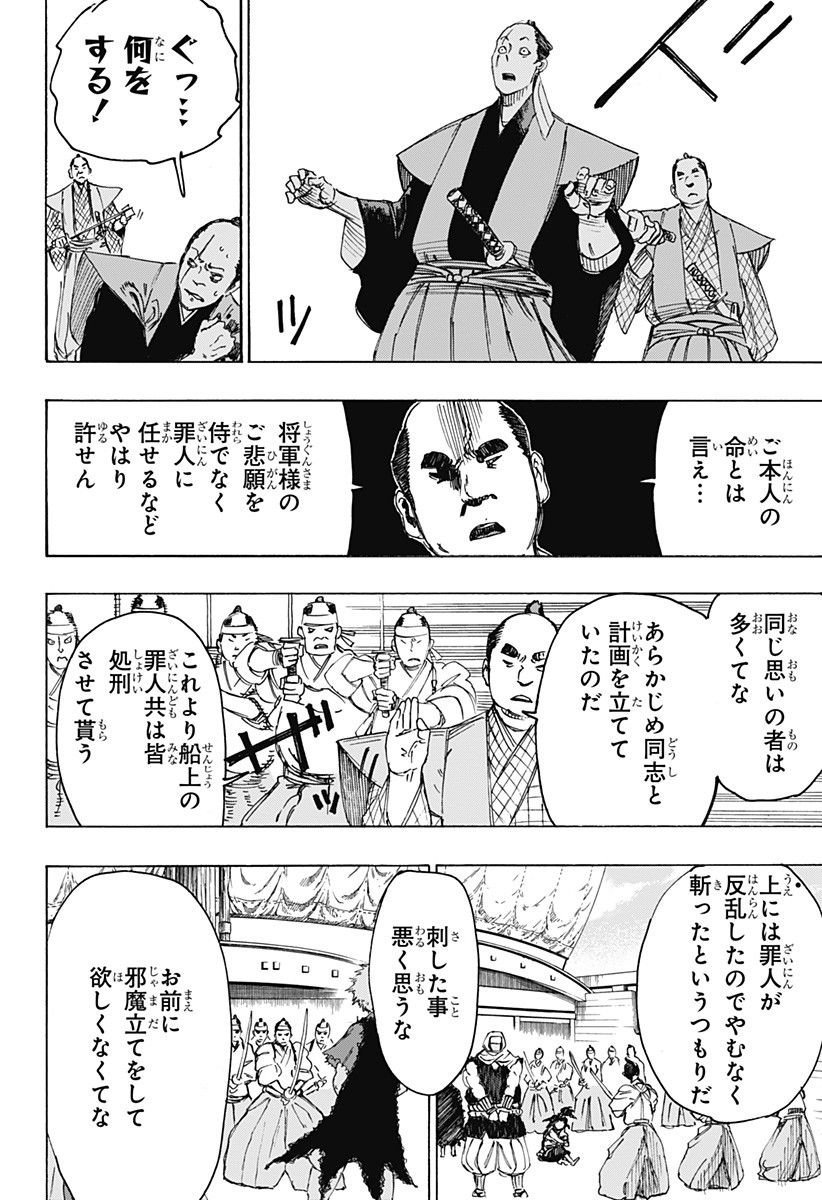 ドッ
ぐっ…
何を
する!
ご本人の
命とは
言え…
将軍様の
ご悲願を
侍でなく
罪人に
任せるなど
やはり
許せん
同じ思いの者は
多くてな
あらかじめ同志と
計画を立てて
いたのだ
これより船上の
罪人共は皆
処刑
させて貰う
上には罪人が
反乱したのでやむなく
斬ったというつもりだ
刺した事
悪く思うな
お前に
邪魔立てをして
欲しくなくてな